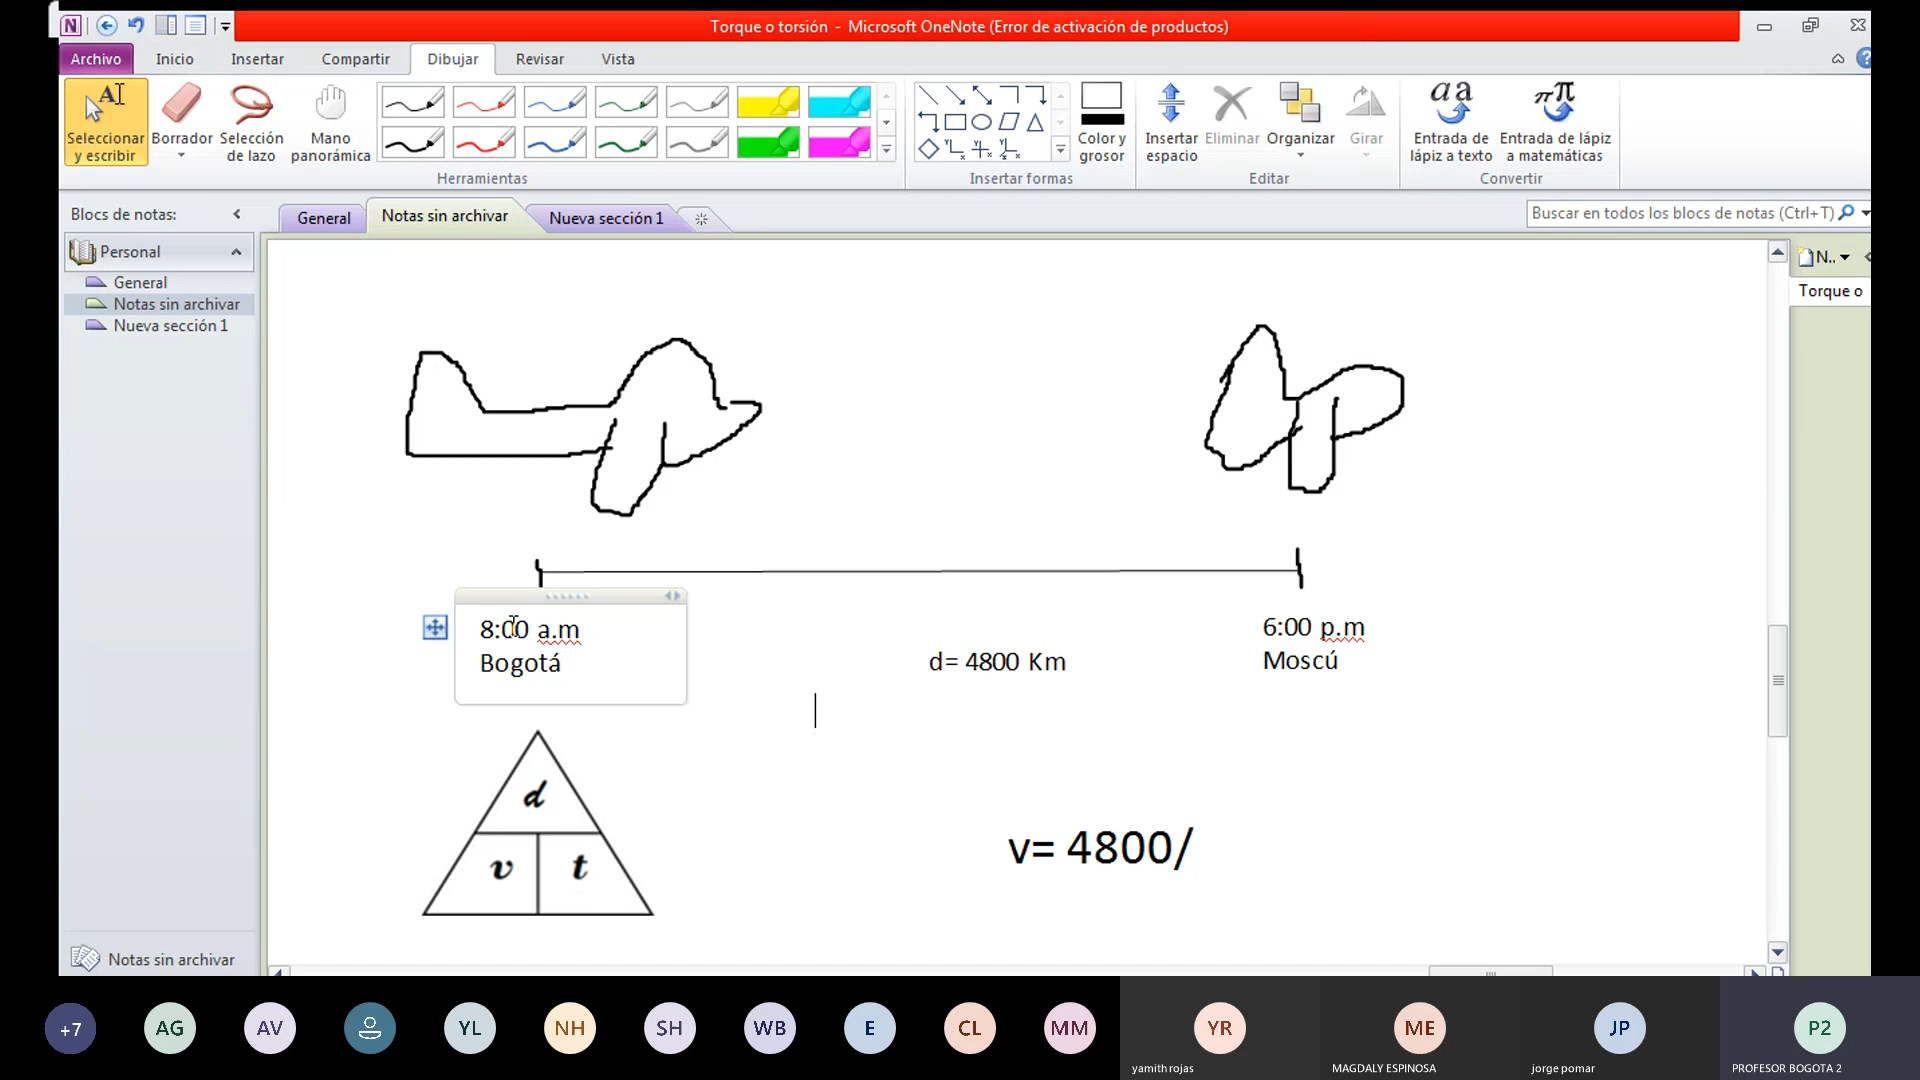 Torque o torsión - Microsoft OneNote (Error de activación de productos)
Archivo Inicio Insertar Compartir Dibujar Revisar Vista
Seleccionar y escribir
Borrador
Selección de lazo
Mano panorámica
Herramientas
Insertar formas
Color y grosor
Insertar espacio
Eliminar
Organizar
Girar
Editar
aa
Entrada de lápiz a texto
Entrada de lápiz a matemáticas
Convertir
Blocs de notas:
General Notas sin archivar Nueva sección 1
Buscar en todos los blocs de notas (Ctrl+T)
Personal
General
Notas sin archivar
Nueva sección 1
N..
Torque o
8:00 a.m
Bogotá
d= 4800 Km
6:00 p.m
Moscú
d
v t
v= 4800/
Notas sin archivar
+7 AG AV YL NH SH WB E CL MM YR ME JP P2
yamith rojas MAGDALY ESPINOSA jorge pomar PROFESOR BOGOTA 2